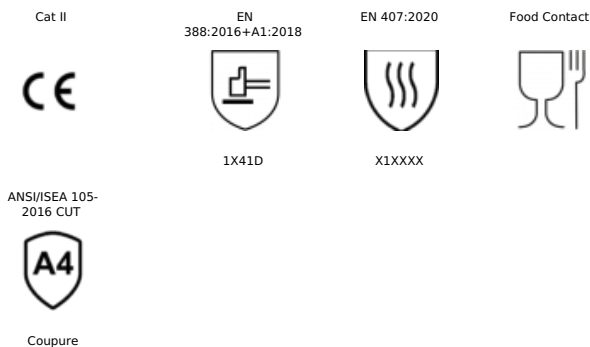 Cat II
EN
388:2016+A1:2018
EN 407:2020
Food Contact
CE
1X41D
X1XXXX
ANSI/ISEA 105-
2016 CUT
A4
Coupure